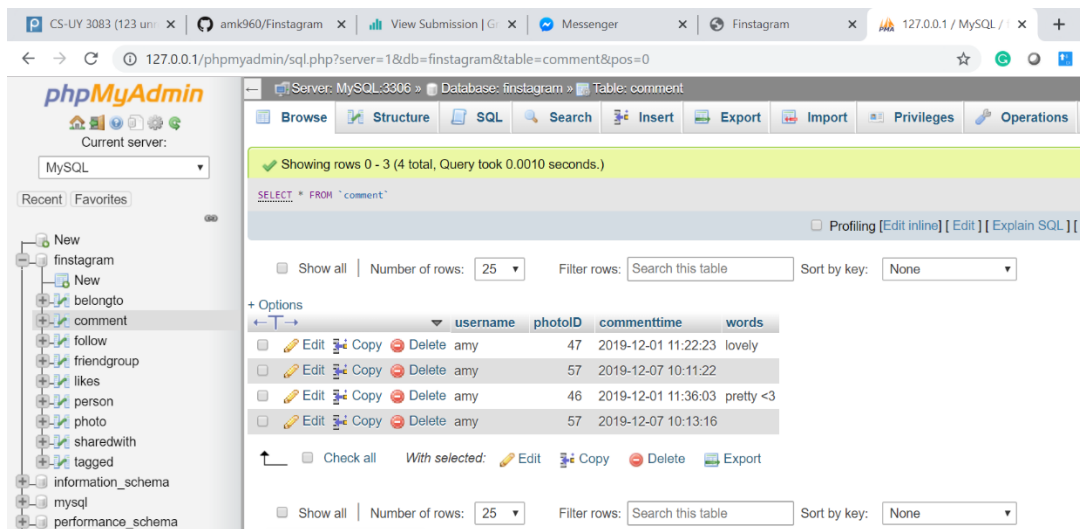 CS-UY 3083 (123 unr amk960/Finstagram View Submission | Gr Messenger Finstagram 127.0.0.1 / MySQL /
127.0.0.1/phpmyadmin/sql.php?server=1&db=finstagram&table=comment&pos=0
phpMyAdmin
Current server:
MySQL
Recent Favorites
New
finstagram
New
belongto
comment
follow
friendgroup
likes
person
photo
sharedwith
tagged
information_schema
mysql
performance_schema
Server: MySQL:3306 » Database: finstagram » Table: comment
Browse Structure SQL Search Insert Export Import Privileges Operations
Showing rows 0 - 3 (4 total, Query took 0.0010 seconds.)
SELECT * FROM `comment`
Profiling [Edit inline] [ Edit ] [ Explain SQL ] [
Show all Number of rows: 25 Filter rows: Search this table Sort by key: None
+ Options
←T→ username photoID commenttime words
Edit Copy Delete amy 47 2019-12-01 11:22:23 lovely
Edit Copy Delete amy 57 2019-12-07 10:11:22
Edit Copy Delete amy 46 2019-12-01 11:36:03 pretty <3
Edit Copy Delete amy 57 2019-12-07 10:13:16
Check all With selected: Edit Copy Delete Export
Show all Number of rows: 25 Filter rows: Search this table Sort by key: None